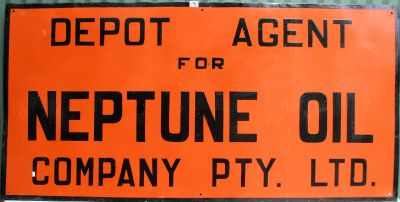 DEPOT AGENT
FOR
NEPTUNE OIL
COMPANY PTY. LTD.